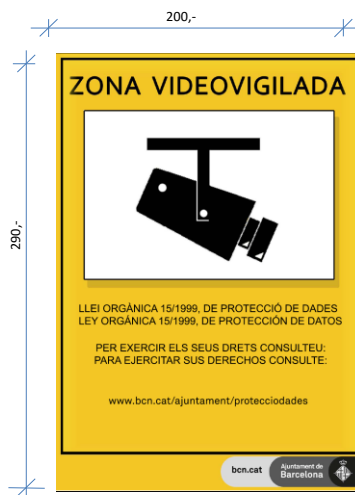 200,-
290,-
ZONA VIDEOVIGILADA
LLEI ORGÀNICA 15/1999, DE PROTECCIÓ DE DADES
LEY ORGÁNICA 15/1999, DE PROTECCIÓN DE DATOS
PER EXERCIR ELS SEUS DRETS CONSULTEU:
PARA EJERCITAR SUS DERECHOS CONSULTE:
www.bcn.cat/ajuntament/protecciodades
bcn.cat
Ajuntament de
Barcelona